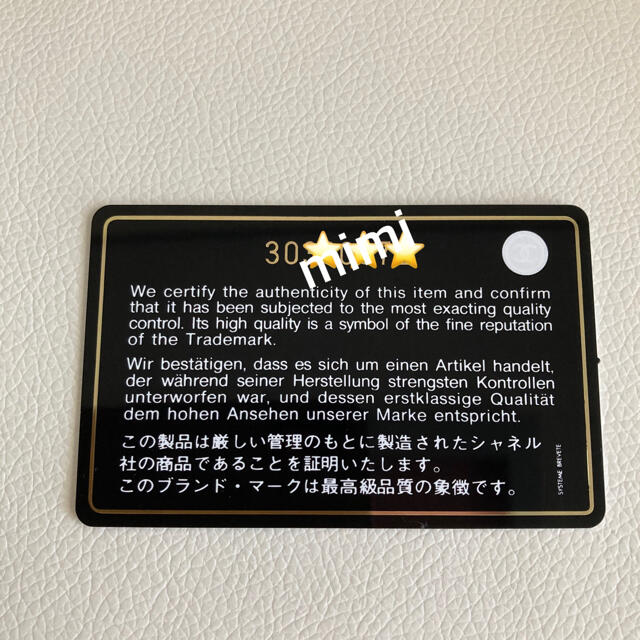 30
mimi
We certify the authenticity of this item and confirm
that it has been subjected to the most exacting quality
control. Its high quality is a symbol of the fine reputation
of the Trademark.
Wir bestätigen, dass es sich um einen Artikel handelt,
der während seiner Herstellung strengsten Kontrollen
unterworfen war, und dessen erstklassige Qualität
dem hohen Ansehen unserer Marke entspricht.
この製品は厳しい管理のもとに製造されたシャネル
社の商品であることを証明いたします。
このブランド・マークは最高級品質の象徴です。
SYSTEME BREVETE